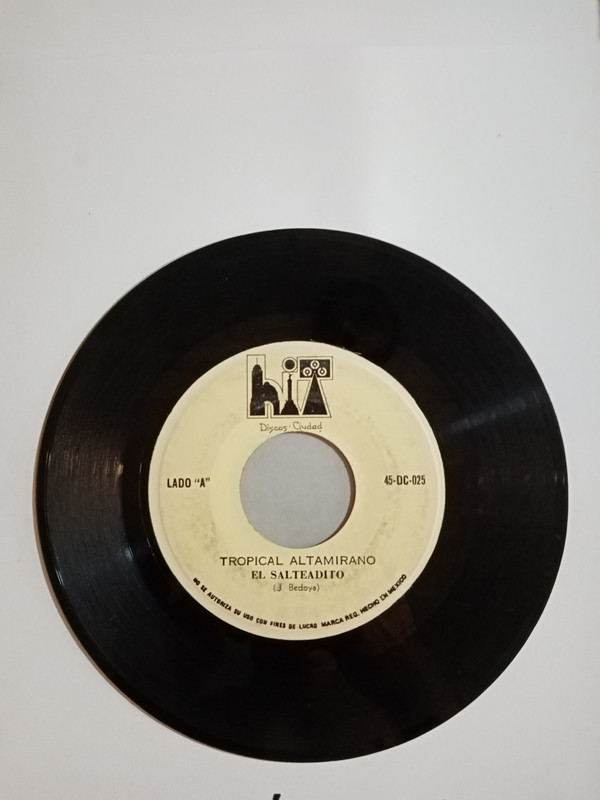 hit
Discos·Ciudad
LADO "A"
45-DC-025
TROPICAL ALTAMIRANO
EL SALTEADITO
(J Bedoya)
NO SE AUTORIZA SU USO CON FINES DE LUCRO MARCA REG. HECHO EN MEXICO